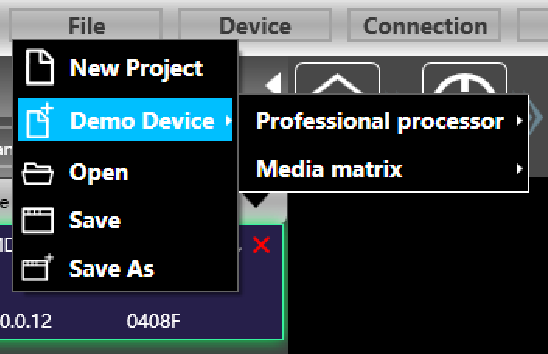 File
Device
Connection
New Project
Demo Device
Professional processor
Open
Media matrix
Save
Save As
0.0.12
0408F